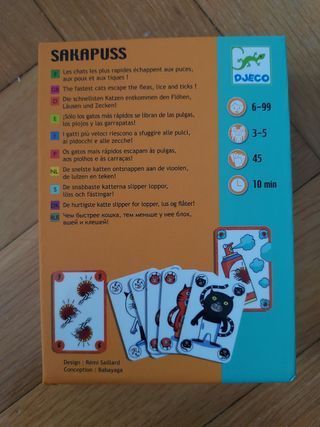 SAKAPUSS
DJECO
F Les chats les plus rapides échappent aux puces,
aux poux et aux tiques !
GB The fastest cats escape the fleas, lice and ticks !
D Die schnellsten Katzen entkommen den Flöhen,
Läusen und Zecken!
E ¡Sólo los gatos más rápidos se libran de las pulgas,
los piojos y las garrapatas!
I I gatti più veloci riescono a sfuggire alle pulci,
ai pidocchi e alle zecche!
P Os gatos mais rápidos escapam às pulgas,
aos piolhos e às carraças!
NL De snelste katten ontsnappen aan de vlooien,
de luizen en teken!
S De snabbaste katterna slipper loppor,
löss och fästingar!
DK De hurtigste katte slipper for lopper, lus og flåter!
RUS Чем быстрее кошка, тем меньше у нее блох,
вшей и клещей!
6-99
3-5
45
10 min
Design : Rémi Saillard
Conception : Babayaga